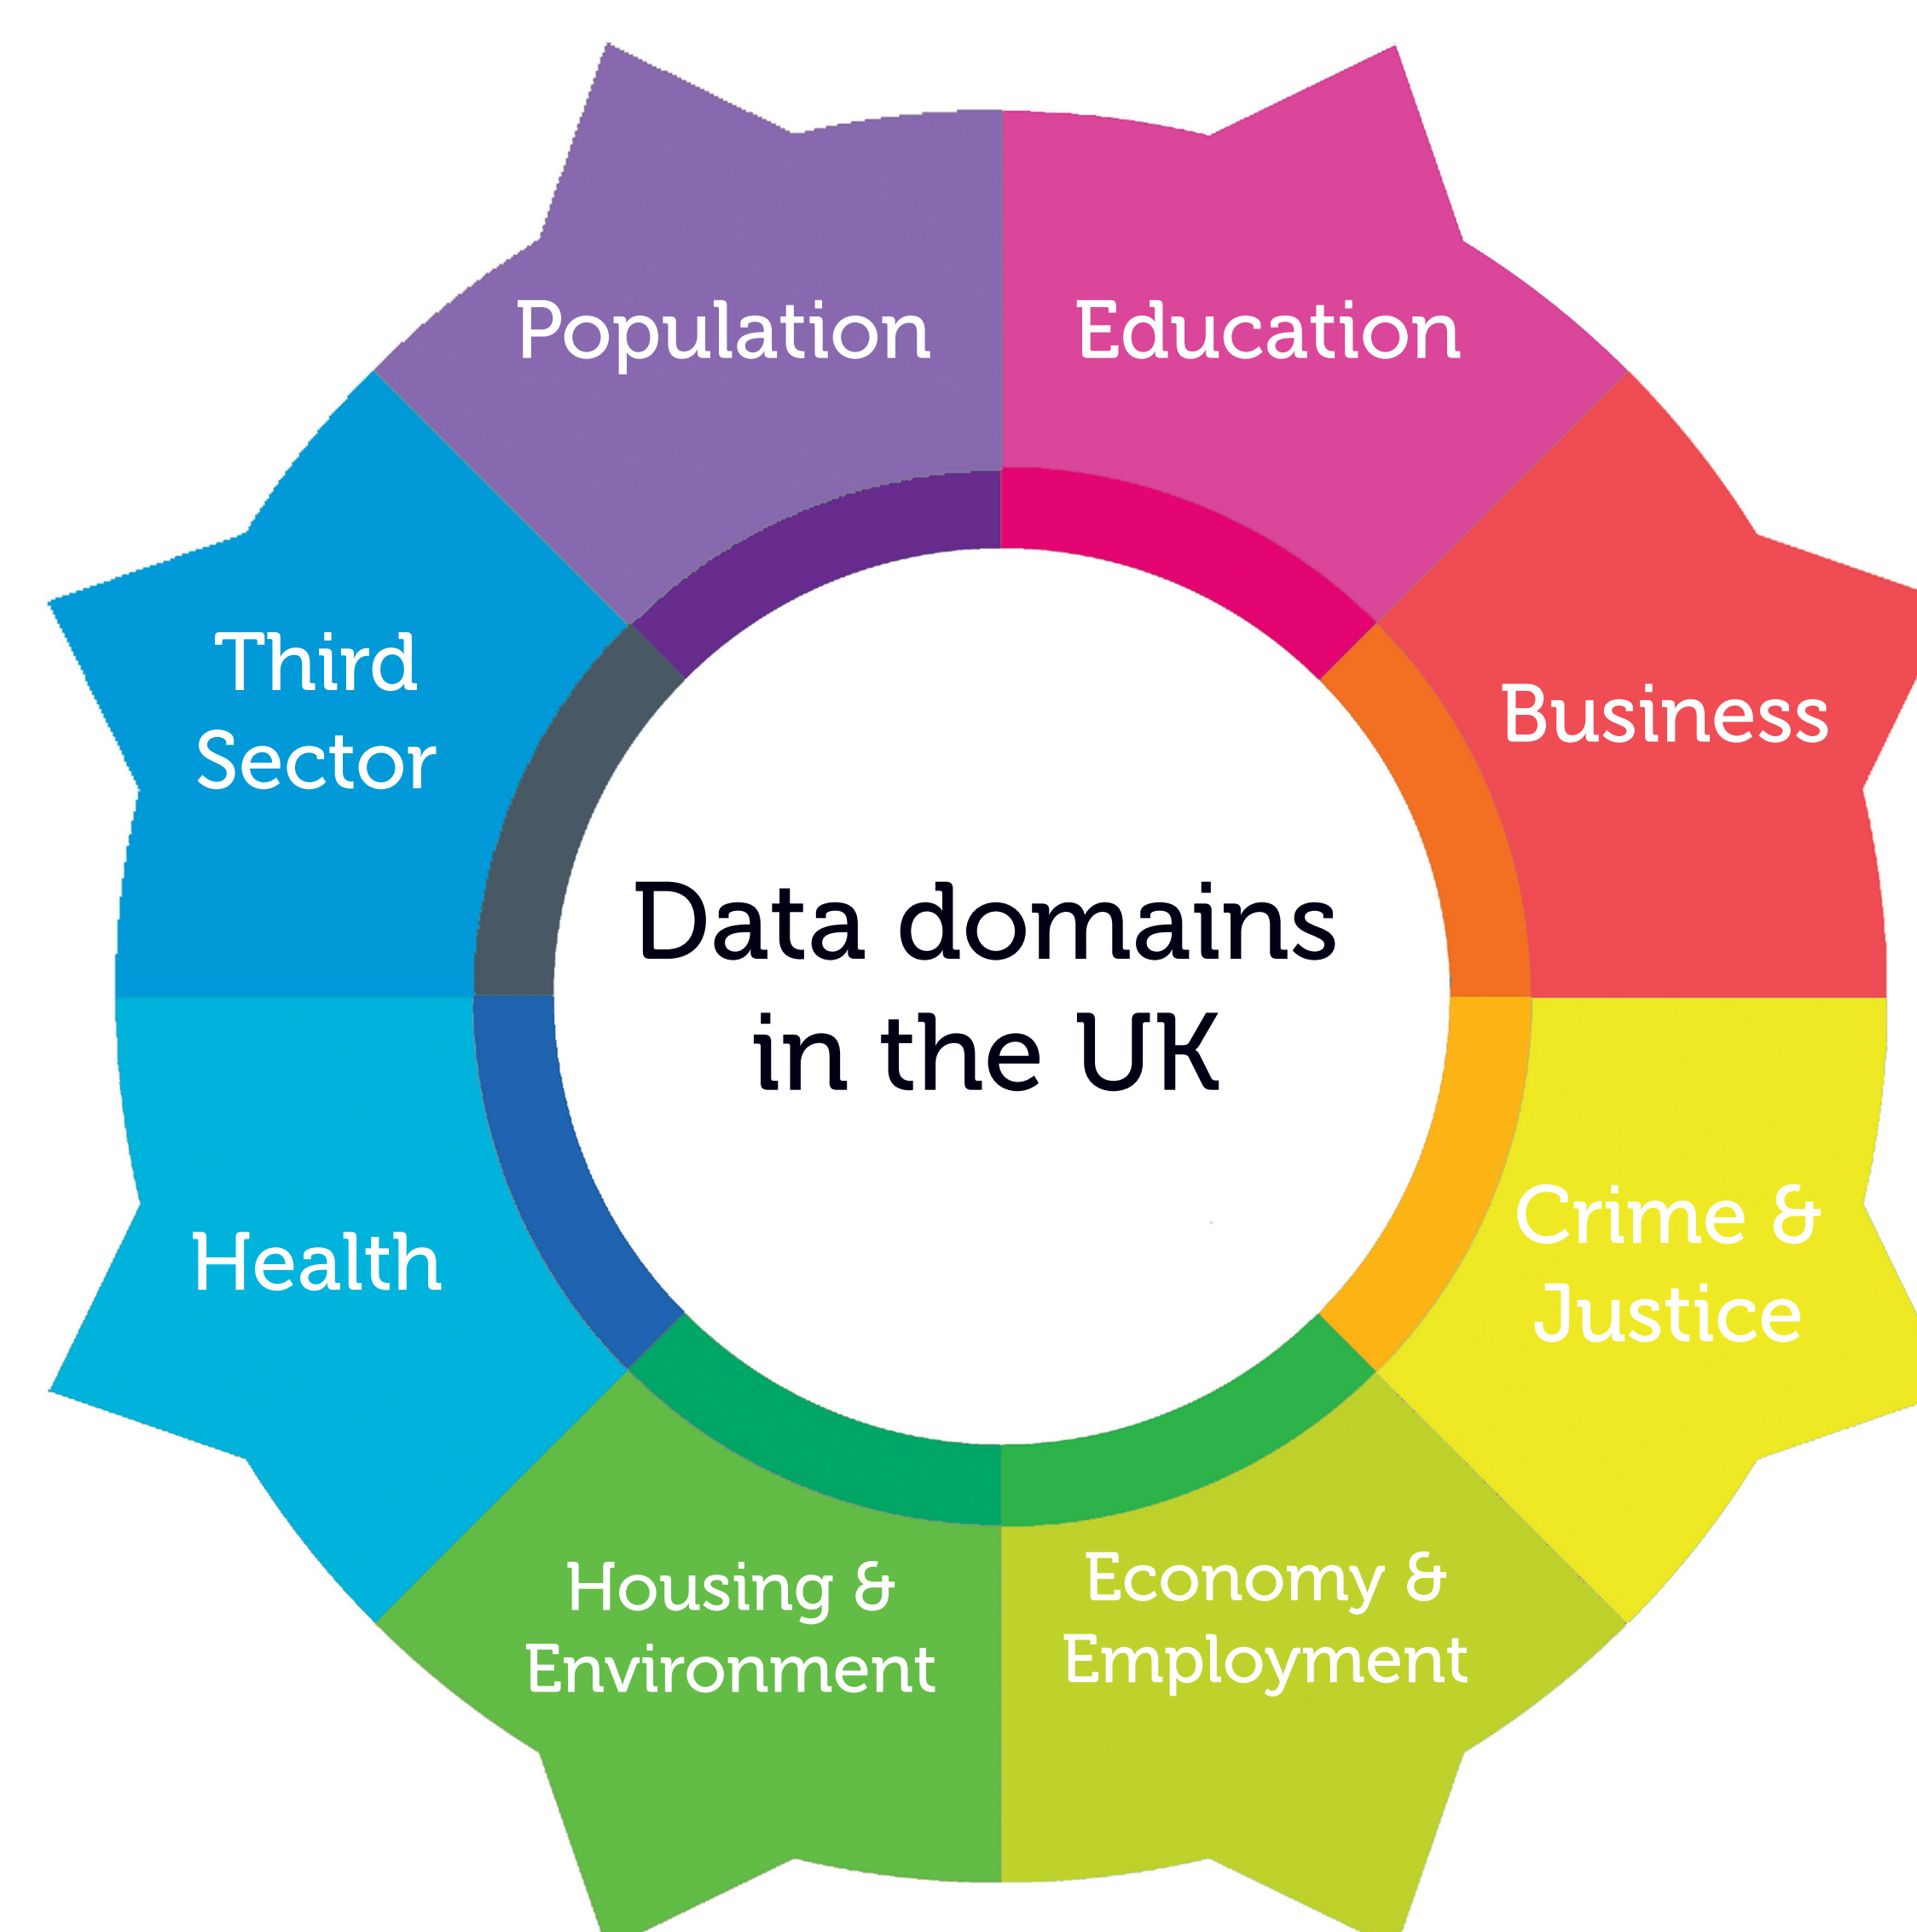 Population
Education
Business
Crime &
Justice
Economy &
Employment
Housing &
Environment
Health
Third
Sector
Data domains
in the UK